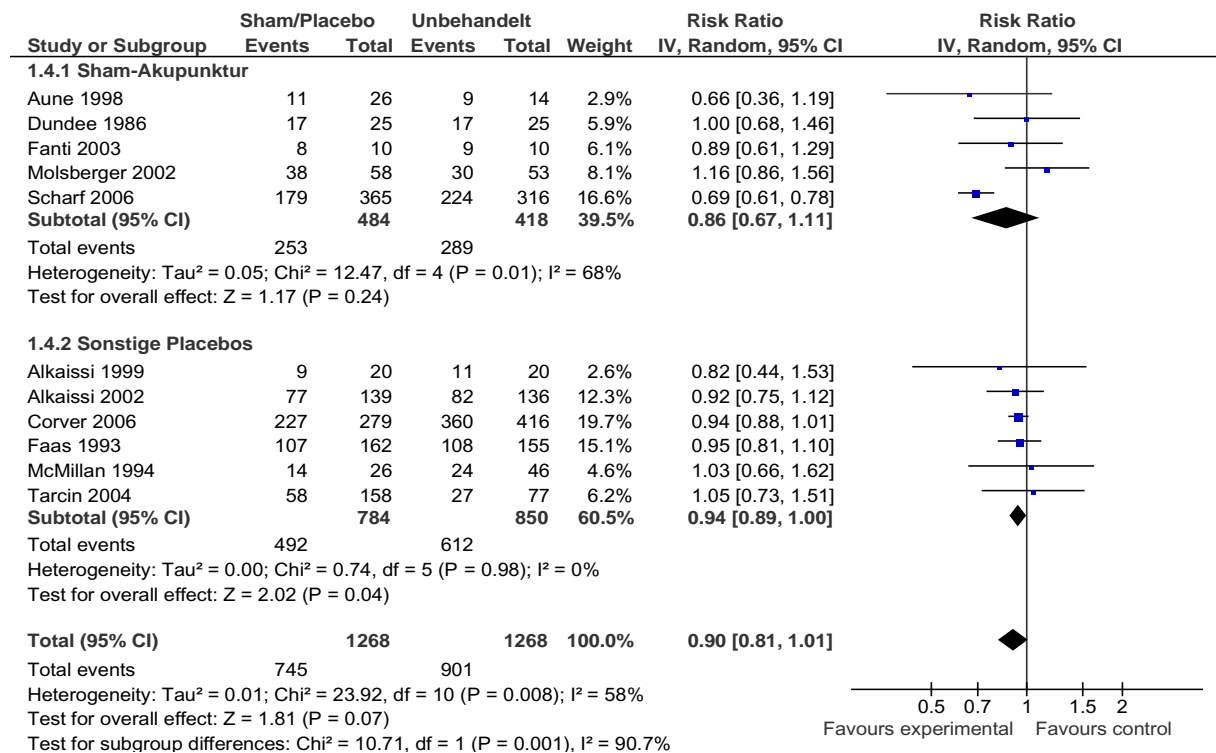 Sham/Placebo Unbehandelt Risk Ratio Risk Ratio
Study or Subgroup Events Total Events Total Weight IV, Random, 95% CI IV, Random, 95% CI
1.4.1 Sham-Akupunktur
Aune 1998 11 26 9 14 2.9% 0.66 [0.36, 1.19]
Dundee 1986 17 25 17 25 5.9% 1.00 [0.68, 1.46]
Fanti 2003 8 10 9 10 6.1% 0.89 [0.61, 1.29]
Molsberger 2002 38 58 30 53 8.1% 1.16 [0.86, 1.56]
Scharf 2006 179 365 224 316 16.6% 0.69 [0.61, 0.78]
Subtotal (95% CI) 484 418 39.5% 0.86 [0.67, 1.11]
Total events 253 289
Heterogeneity: Tau² = 0.05; Chi² = 12.47, df = 4 (P = 0.01); I² = 68%
Test for overall effect: Z = 1.17 (P = 0.24)
1.4.2 Sonstige Placebos
Alkaissi 1999 9 20 11 20 2.6% 0.82 [0.44, 1.53]
Alkaissi 2002 77 139 82 136 12.3% 0.92 [0.75, 1.12]
Corver 2006 227 279 360 416 19.7% 0.94 [0.88, 1.01]
Faas 1993 107 162 108 155 15.1% 0.95 [0.81, 1.10]
McMillan 1994 14 26 24 46 4.6% 1.03 [0.66, 1.62]
Tarcin 2004 58 158 27 77 6.2% 1.05 [0.73, 1.51]
Subtotal (95% CI) 784 850 60.5% 0.94 [0.89, 1.00]
Total events 492 612
Heterogeneity: Tau² = 0.00; Chi² = 0.74, df = 5 (P = 0.98); I² = 0%
Test for overall effect: Z = 2.02 (P = 0.04)
Total (95% CI) 1268 1268 100.0% 0.90 [0.81, 1.01]
Total events 745 901
Heterogeneity: Tau² = 0.01; Chi² = 23.92, df = 10 (P = 0.008); I² = 58%
Test for overall effect: Z = 1.81 (P = 0.07)
Test for subgroup differences: Chi² = 10.71, df = 1 (P = 0.001), I² = 90.7%
0.5 0.7 1 1.5 2
Favours experimental Favours control